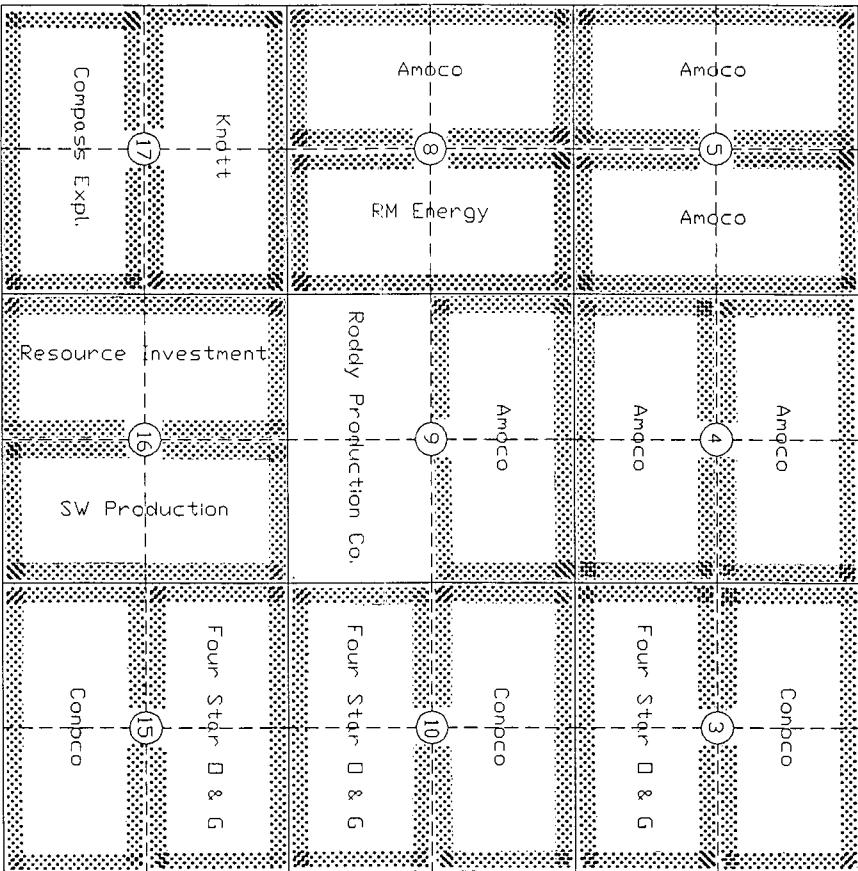 Amoco
5
Amoco
Amoco
4
Amoco
Conoco
3
Four Star O & G
Amoco
8
RM Energy
Amoco
9
Roddy Production Co.
Conoco
10
Four Star O & G
Knott
17
Compass Expl.
Resource Investment
16
SW Production
Four Star O & G
15
Conoco